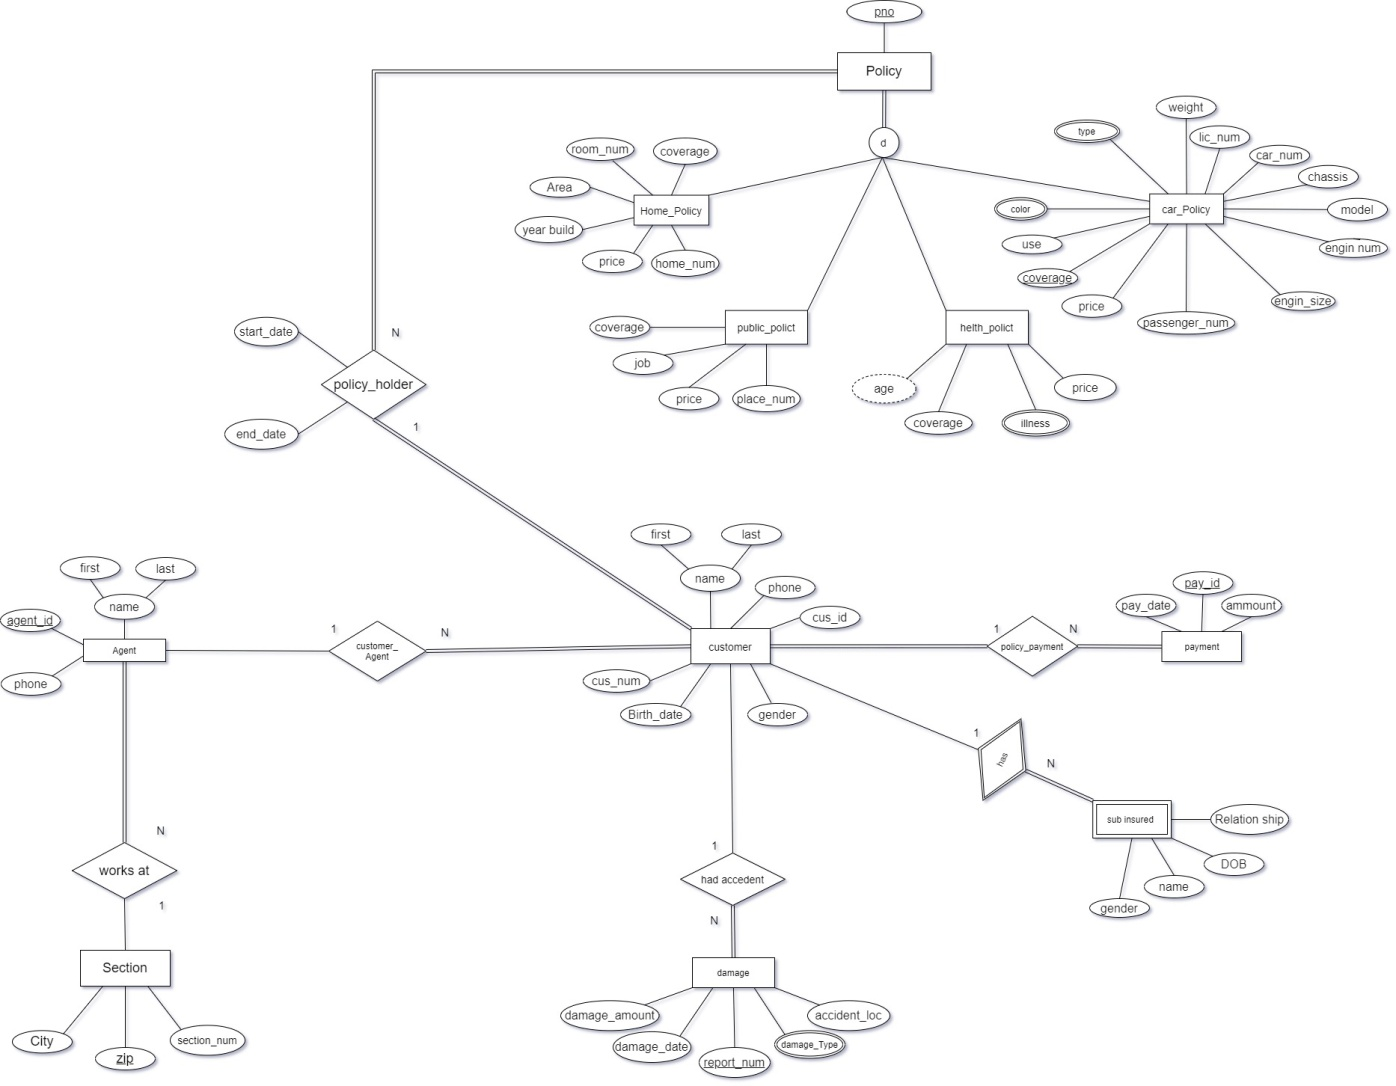 pno
Policy
d
weight
type
lic_num
car_num
chassis
color
car_Policy
model
use
engin num
coverage
price
engin_size
passenger_num
room_num
coverage
Area
Home_Policy
year build
price
home_num
coverage
public_polict
job
price
place_num
helth_polict
age
price
coverage
illness
N
start_date
policy_holder
end_date
1
first
last
name
agent_id
Agent
phone
1
customer_
Agent
N
first
last
name
phone
cus_id
customer
cus_num
Birth_date
gender
1
policy_payment
N
pay_id
pay_date
ammount
payment
1
has
N
sub insured
Relation ship
DOB
name
gender
N
works at
1
Section
City
zip
section_num
1
had accedent
N
damage
damage_amount
accident_loc
damage_date
damage_Type
report_num